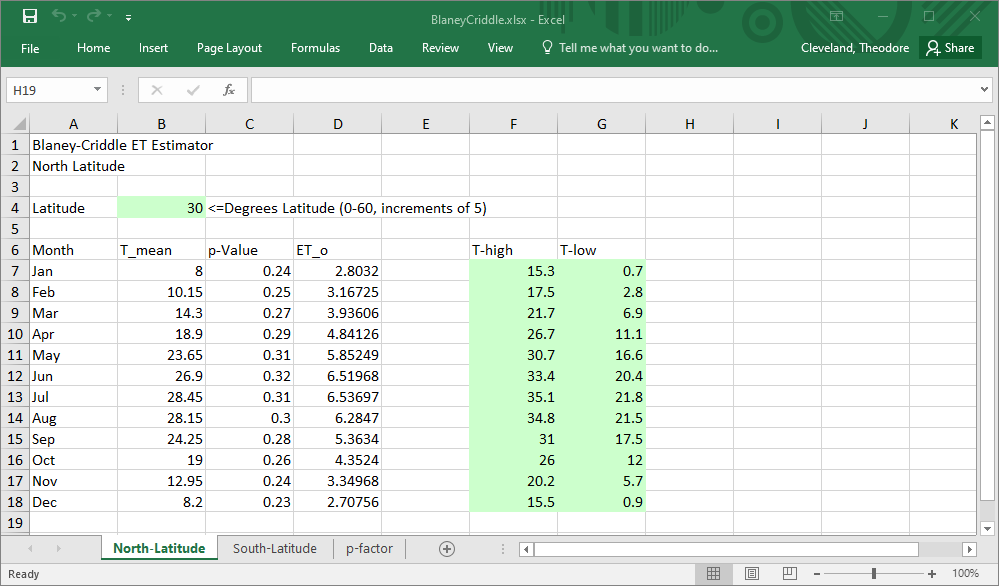 BlaneyCriddle.xlsx - Excel
File Home Insert Page Layout Formulas Data Review View Tell me what you want to do... Cleveland, Theodore Share
H19 fx
A B C D E F G H I J K
1 Blaney-Criddle ET Estimator
2 North Latitude
3
4 Latitude 30 <=Degrees Latitude (0-60, increments of 5)
5
6 Month T_mean p-Value ET_o T-high T-low
7 Jan 8 0.24 2.8032 15.3 0.7
8 Feb 10.15 0.25 3.16725 17.5 2.8
9 Mar 14.3 0.27 3.93606 21.7 6.9
10 Apr 18.9 0.29 4.84126 26.7 11.1
11 May 23.65 0.31 5.85249 30.7 16.6
12 Jun 26.9 0.32 6.51968 33.4 20.4
13 Jul 28.45 0.31 6.53697 35.1 21.8
14 Aug 28.15 0.3 6.2847 34.8 21.5
15 Sep 24.25 0.28 5.3634 31 17.5
16 Oct 19 0.26 4.3524 26 12
17 Nov 12.95 0.24 3.34968 20.2 5.7
18 Dec 8.2 0.23 2.70756 15.5 0.9
19
North-Latitude South-Latitude p-factor
Ready 100%